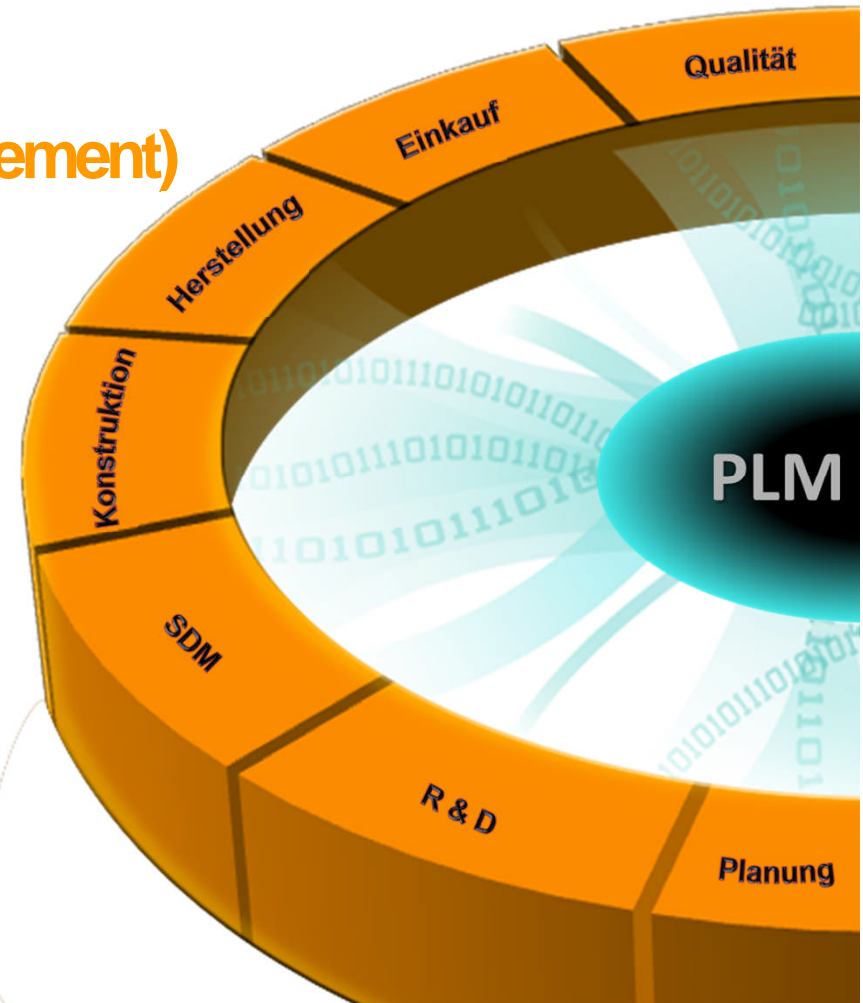 Qualität
Einkauf
ement)
Herstellung
Konstruktion
PLM
SDM
R & D
Planung